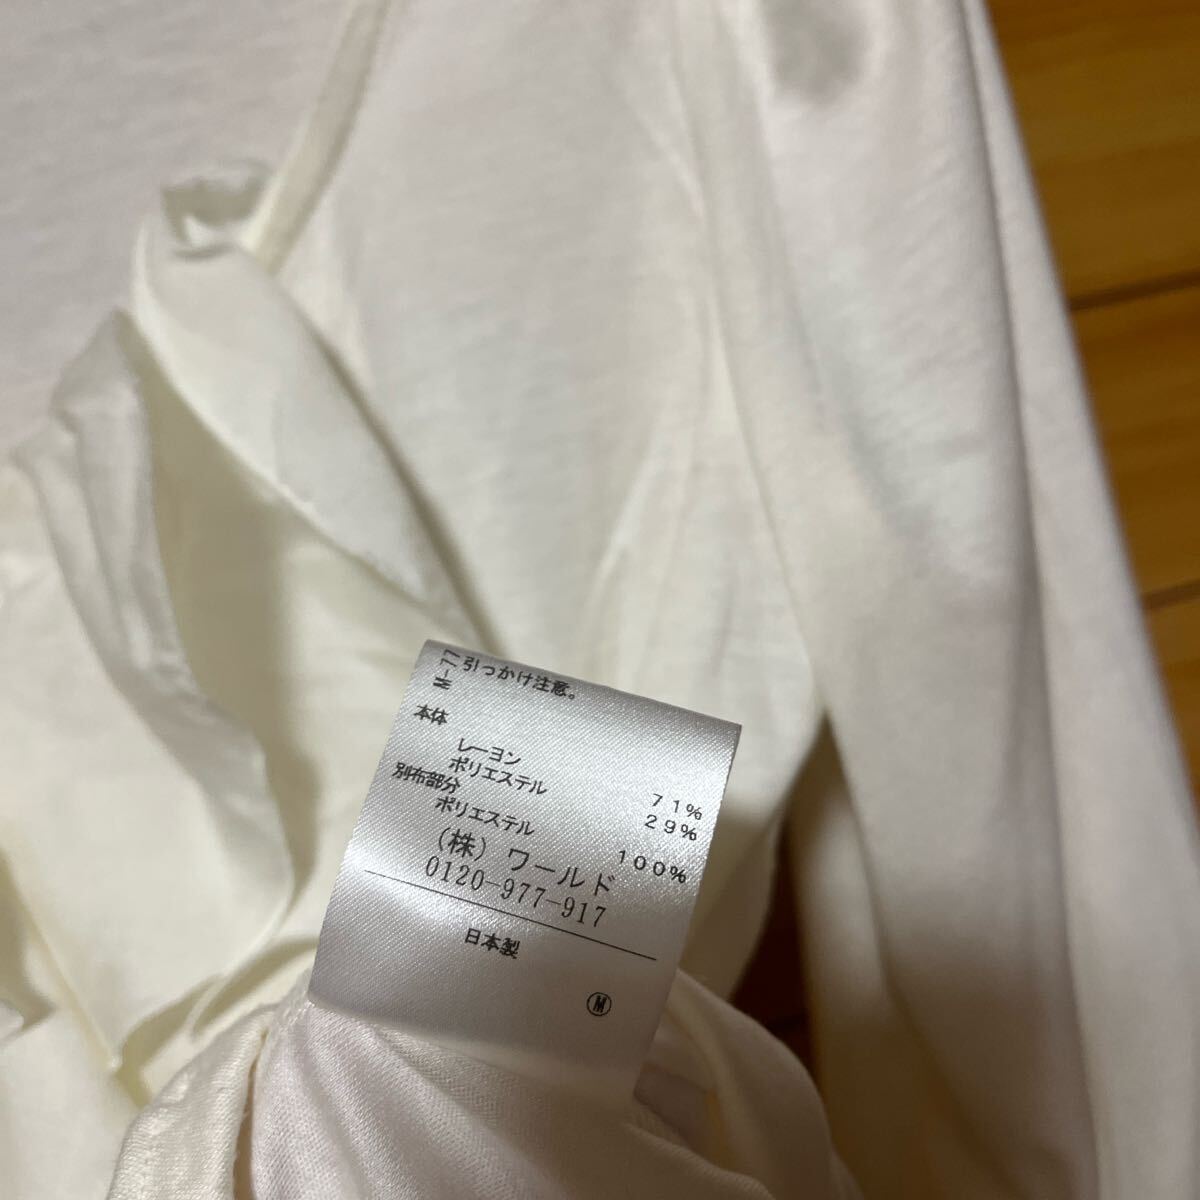 M-77
引っかけ注意。
本体
レーヨン 71%
ポリエステル 29%
別布部分
ポリエステル 100%
(株) ワールド
0120-977-917
日本製
M